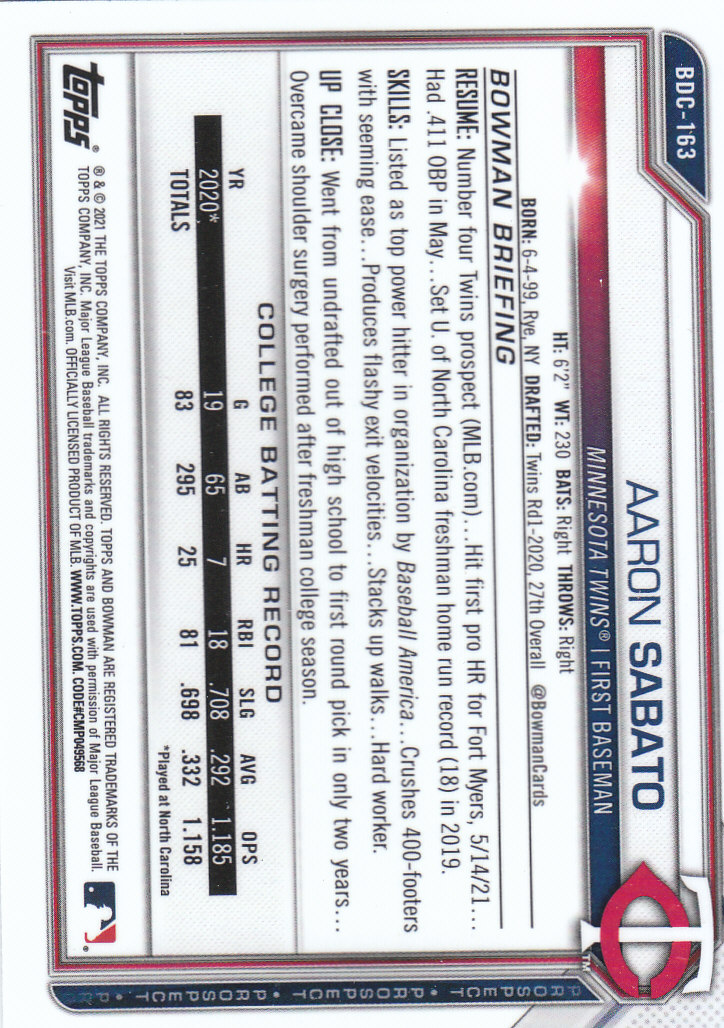 BDC-163
AARON SABATO
MINNESOTA TWINS® | FIRST BASEMAN
HT: 6'2" WT: 230 BATS: Right THROWS: Right
BORN: 6-4-99, Rye, NY DRAFTED: Twins Rd1-2020, 27th Overall @BowmanCards
BOWMAN BRIEFING
RESUME: Number four Twins prospect (MLB.com)...Hit first pro HR for Fort Myers, 5/14/21...
Had .411 OBP in May...Set U. of North Carolina freshman home run record (18) in 2019.
SKILLS: Listed as top power hitter in organization by Baseball America...Crushes 400-footers
with seeming ease...Produces flashy exit velocities...Stacks up walks...Hard worker.
UP CLOSE: Went from undrafted out of high school to first round pick in only two years...
Overcame shoulder surgery performed after freshman college season.
COLLEGE BATTING RECORD
YR G AB HR RBI SLG AVG OPS
2020* 19 65 7 18 .708 .292 1.185
TOTALS 83 295 25 81 .698 .332 1.158
*Played at North Carolina
topps®
® & © 2021 THE TOPPS COMPANY, INC. ALL RIGHTS RESERVED. TOPPS AND BOWMAN ARE REGISTERED TRADEMARKS OF THE
TOPPS COMPANY, INC. Major League Baseball trademarks and copyrights are used with permission of Major League Baseball.
Visit MLB.com. OFFICIALLY LICENSED PRODUCT OF MLB. WWW.TOPPS.COM. CODE#CMP049568
TC™
PROSPECT • PROSPECT • PROSPECT • PR